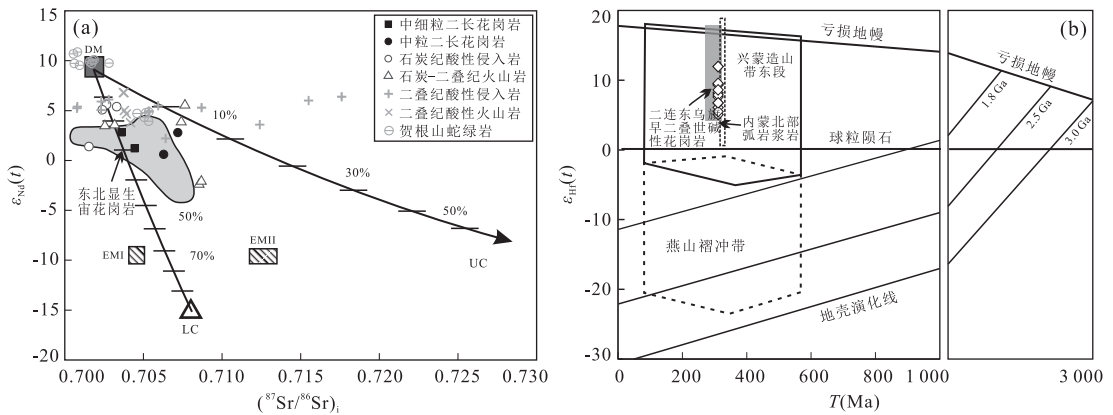 (a)
中细粒二长花岗岩
中粒二长花岗岩
石炭纪酸性侵入岩
石炭-二叠纪火山岩
二叠纪酸性侵入岩
二叠纪酸性火山岩
贺根山蛇绿岩
DM
10%
30%
50%
UC
东北显生
宙花岗岩
50%
70%
EMI
EMII
LC
15
10
5
0
-5
-10
-15
-20
εNd(t)
0.700
0.705
0.710
0.715
0.720
0.725
0.730
(⁸⁷Sr/⁸⁶Sr)i
(b)
亏损地幔
亏损地幔
兴蒙造山
带东段
二连东乌旗
早二叠世碱
性花岗岩
内蒙北部
弧岩浆岩
球粒陨石
燕山褶冲带
地壳演化线
1.8 Ga
2.5 Ga
3.0 Ga
20
10
0
-10
-20
-30
εHf(t)
0
200
400
600
800
1 000
3 000
T(Ma)